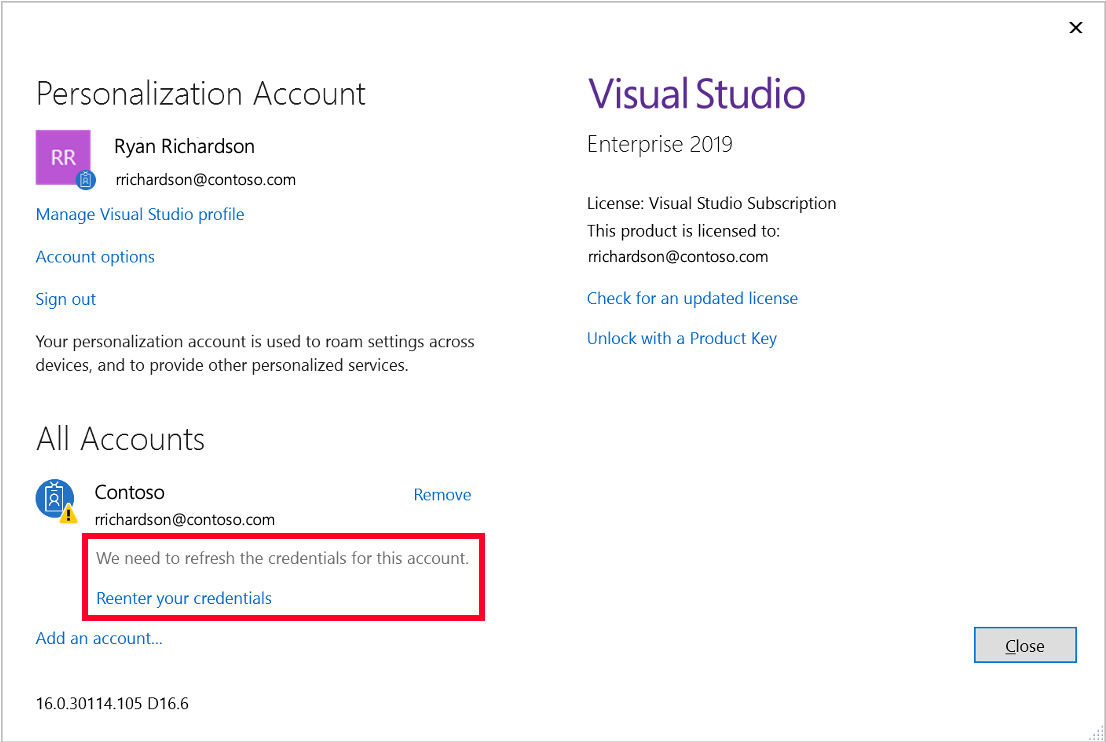 Personalization Account
RR
Ryan Richardson
rrichardson@contoso.com
Manage Visual Studio profile
Account options
Sign out
Your personalization account is used to roam settings across
devices, and to provide other personalized services.
All Accounts
Contoso
Remove
rrichardson@contoso.com
We need to refresh the credentials for this account.
Reenter your credentials
Add an account...
16.0.30114.105 D16.6
Visual Studio
Enterprise 2019
License: Visual Studio Subscription
This product is licensed to:
rrichardson@contoso.com
Check for an updated license
Unlock with a Product Key
Close